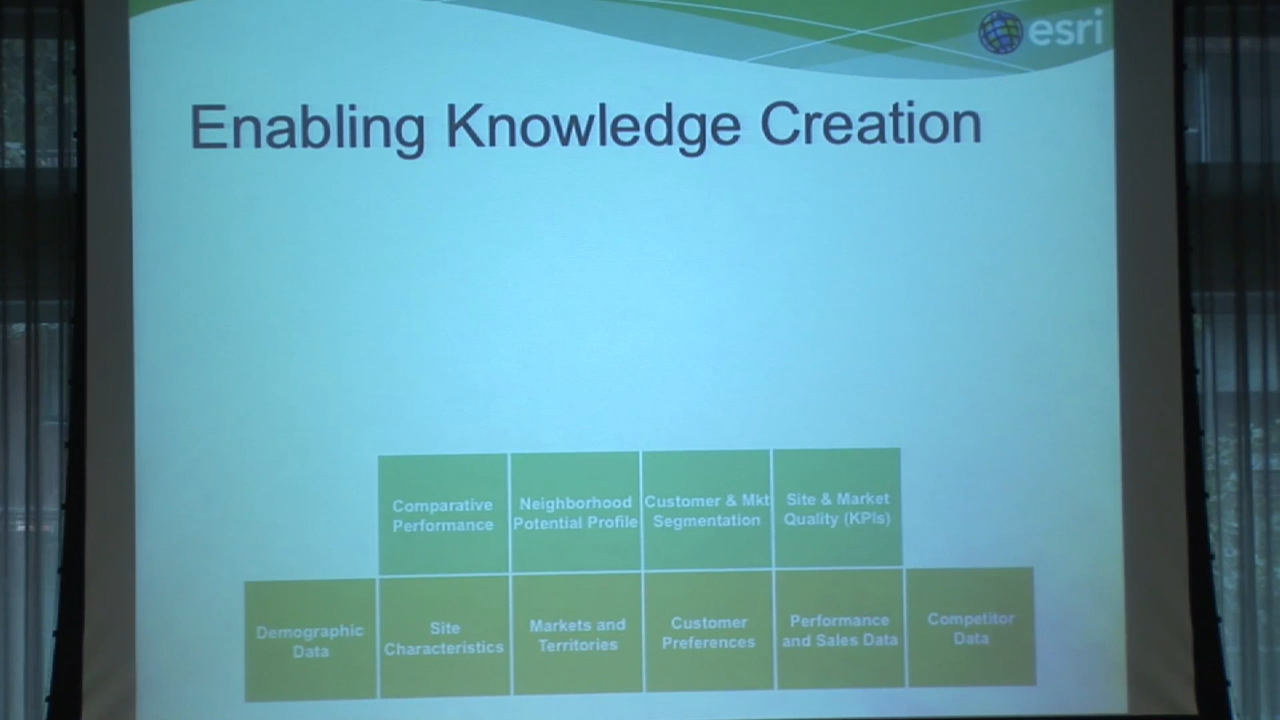 esri
Enabling Knowledge Creation
Comparative
Performance
Neighborhood
Potential Profile
Customer & Mkt
Segmentation
Site & Market
Quality (KPIs)
Demographic
Data
Site
Characteristics
Markets and
Territories
Customer
Preferences
Performance
and Sales Data
Competitor
Data